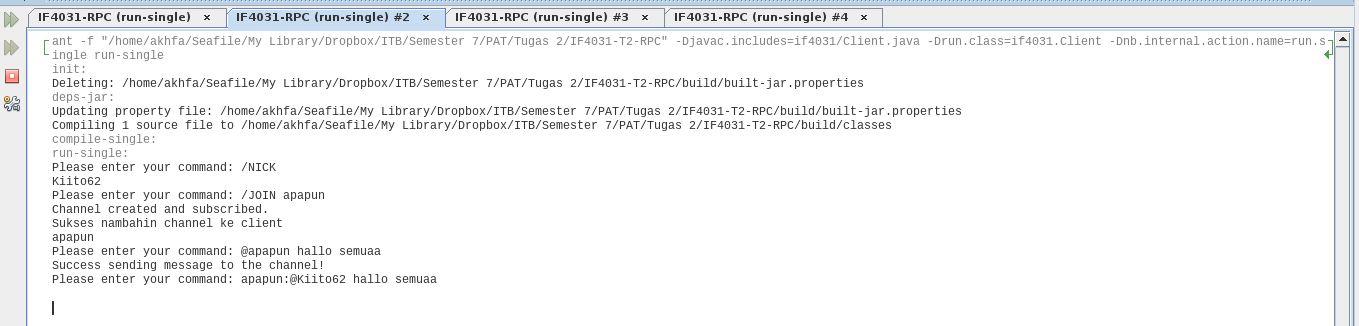 IF4031-RPC (run-single) × IF4031-RPC (run-single) #2 × IF4031-RPC (run-single) #3 × IF4031-RPC (run-single) #4 ×
ant -f "/home/akhfa/Seafile/My Library/Dropbox/ITB/Semester 7/PAT/Tugas 2/IF4031-T2-RPC" -Djavac.includes=if4031/Client.java -Drun.class=if4031.Client -Dnb.internal.action.name=run.s
ingle run-single
init:
Deleting: /home/akhfa/Seafile/My Library/Dropbox/ITB/Semester 7/PAT/Tugas 2/IF4031-T2-RPC/build/built-jar.properties
deps-jar:
Updating property file: /home/akhfa/Seafile/My Library/Dropbox/ITB/Semester 7/PAT/Tugas 2/IF4031-T2-RPC/build/built-jar.properties
Compiling 1 source file to /home/akhfa/Seafile/My Library/Dropbox/ITB/Semester 7/PAT/Tugas 2/IF4031-T2-RPC/build/classes
compile-single:
run-single:
Please enter your command: /NICK
Kiito62
Please enter your command: /JOIN apapun
Channel created and subscribed.
Sukses nambahin channel ke client
apapun
Please enter your command: @apapun hallo semuaa
Success sending message to the channel!
Please enter your command: apapun:@Kiito62 hallo semuaa